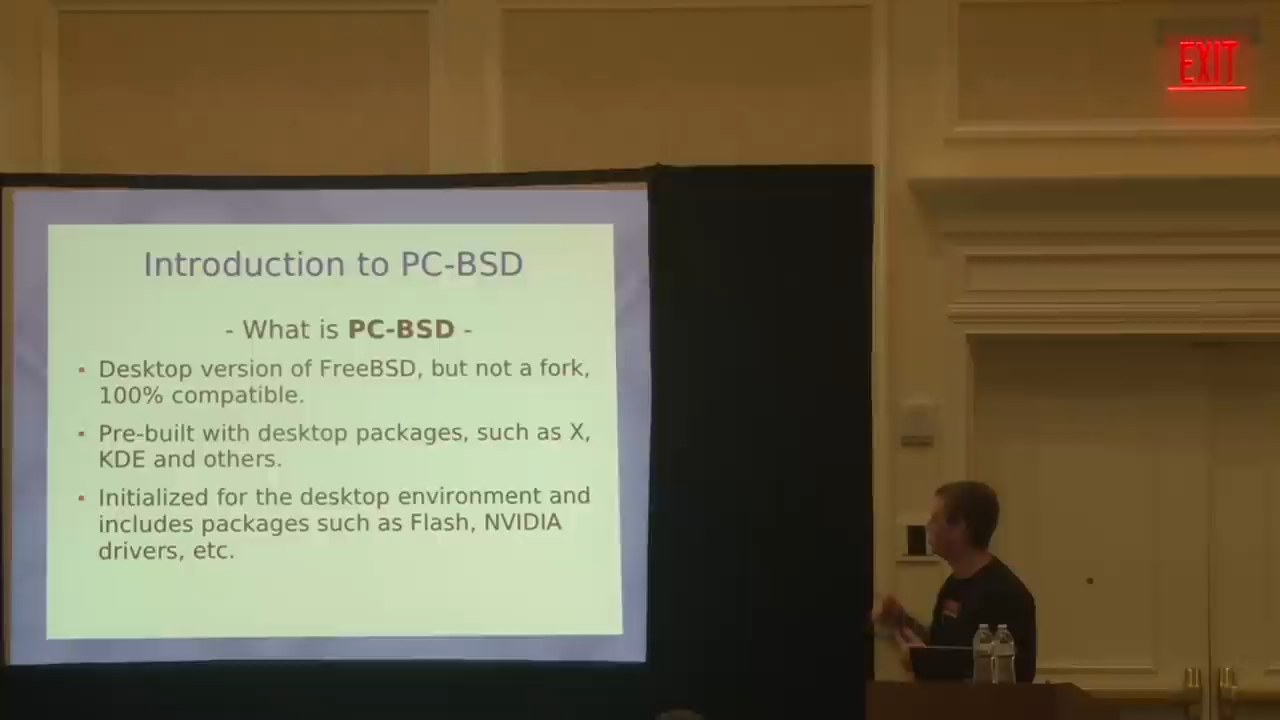 EXIT
Introduction to PC-BSD
- What is PC-BSD -
• Desktop version of FreeBSD, but not a fork,
100% compatible.
• Pre-built with desktop packages, such as X,
KDE and others.
• Initialized for the desktop environment and
includes packages such as Flash, NVIDIA
drivers, etc.